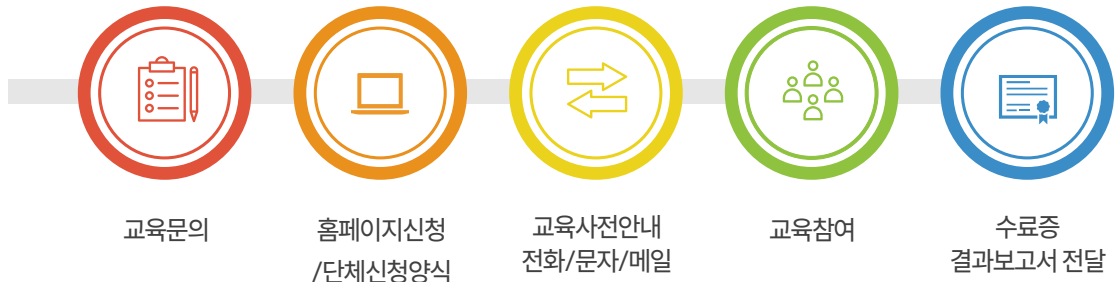 교육문의
홈페이지신청
/단체신청양식
교육사전안내
전화/문자/메일
교육참여
수료증
결과보고서 전달